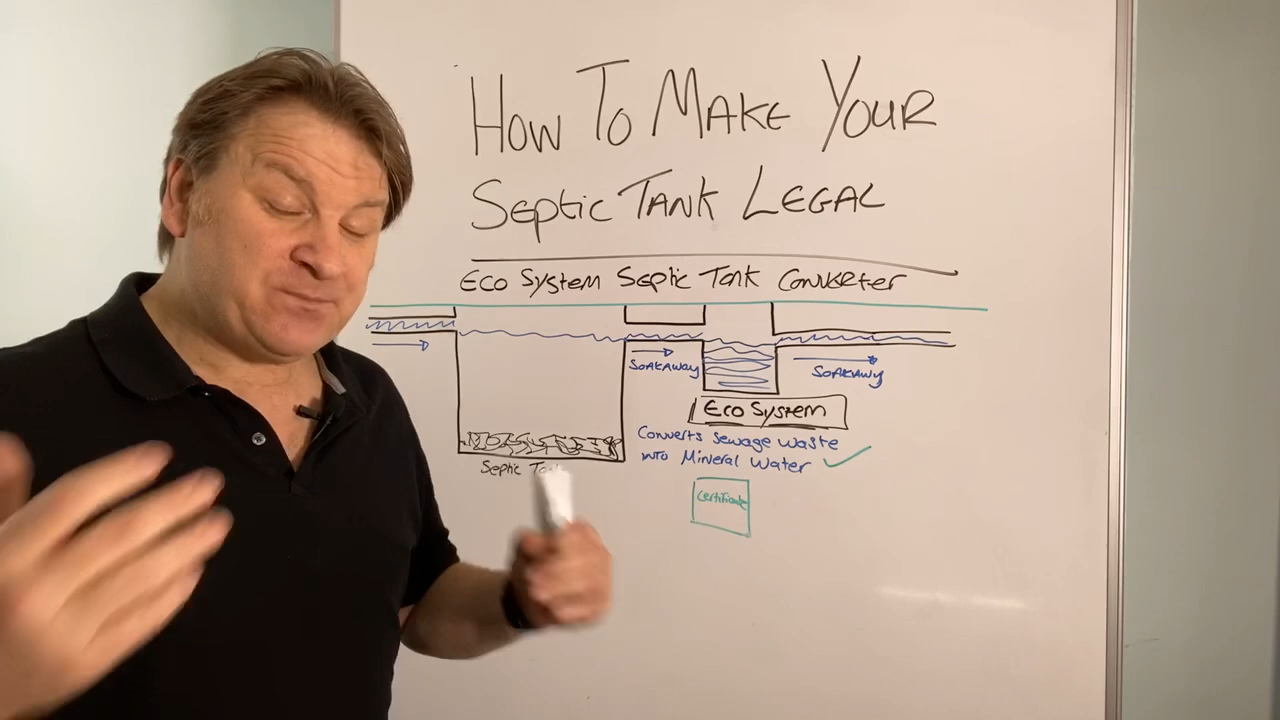 How To Make Your
Septic Tank Legal
Eco System Septic Tank Converter
Soakaway
Soakaway
Eco System
Converts Sewage Waste
into Mineral Water
Septic
Certificate